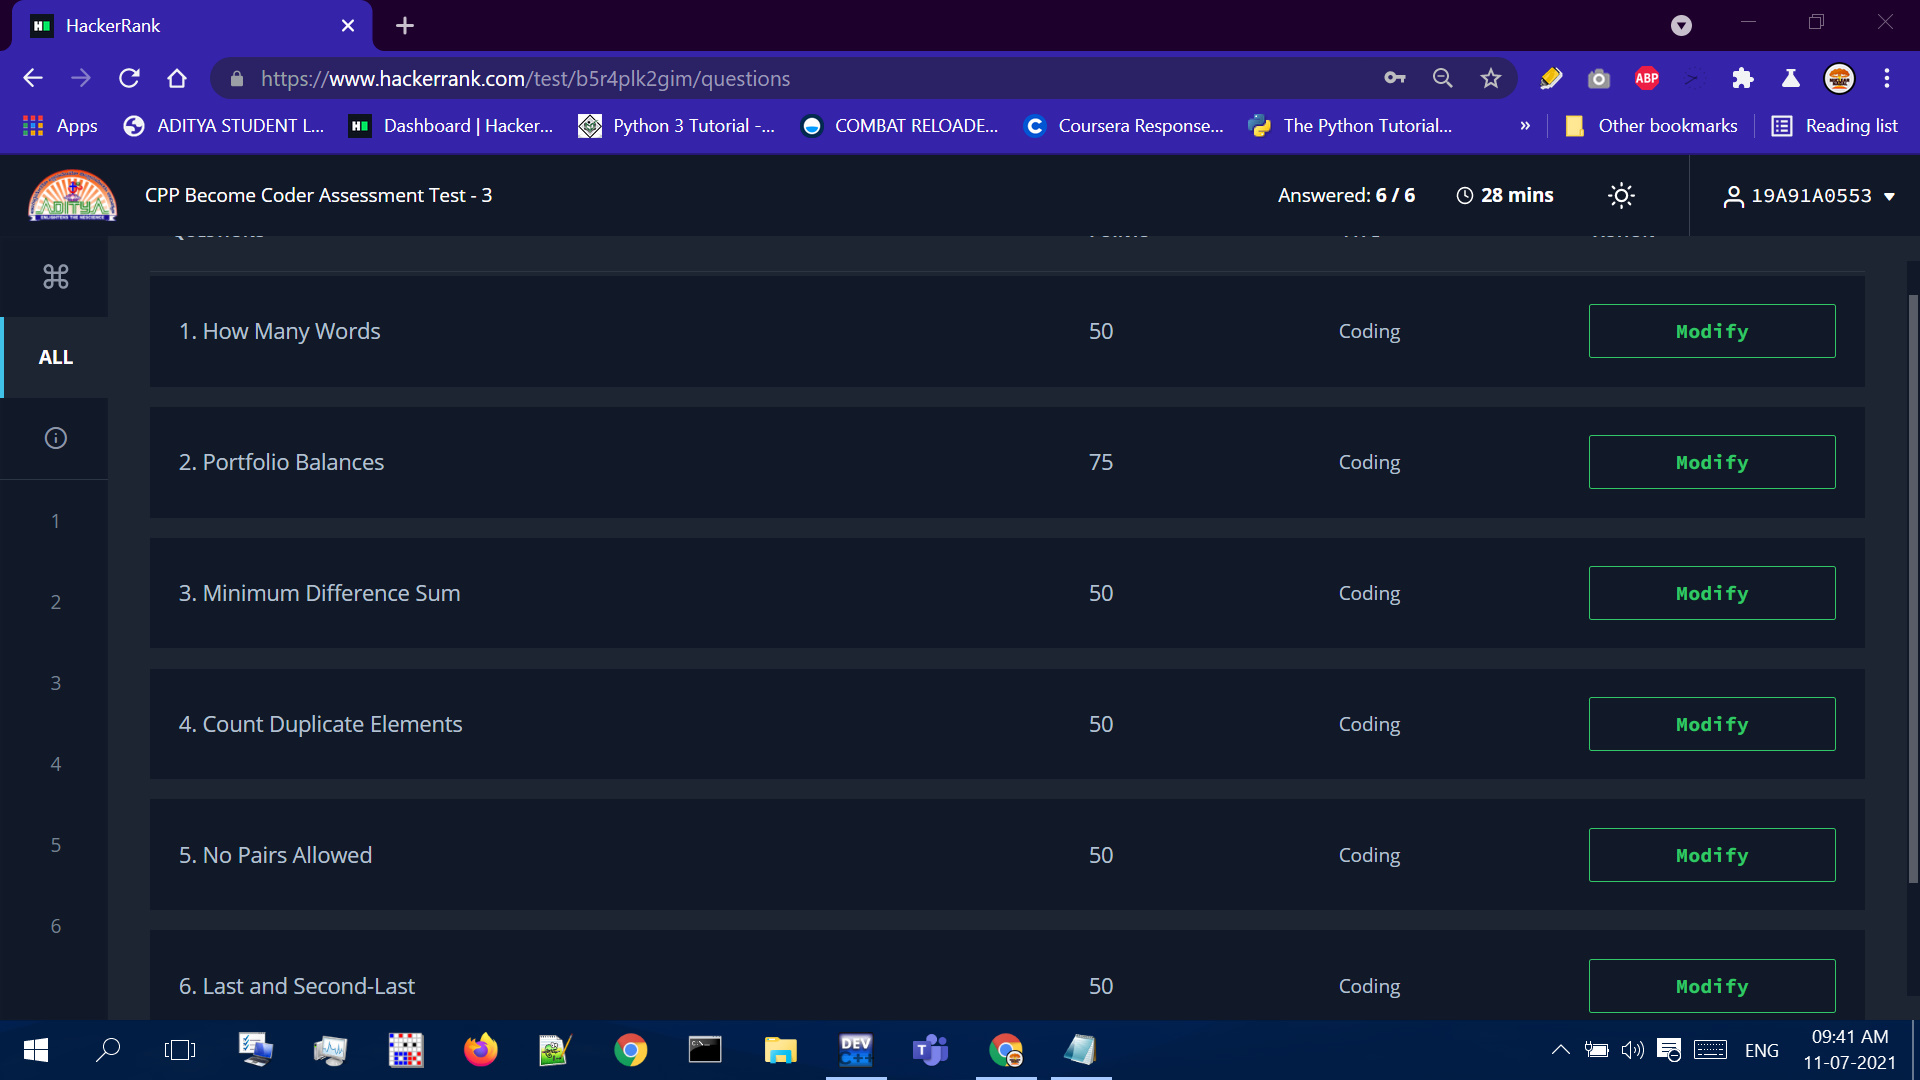 HackerRank
https://www.hackerrank.com/test/b5r4plk2gim/questions
ABP
Apps
ADITYA STUDENT L...
Dashboard | Hacker...
Python 3 Tutorial -...
COMBAT RELOADE...
Coursera Response...
The Python Tutorial...
»
Other bookmarks
Reading list
ADITYA
CPP Become Coder Assessment Test - 3
Answered: 6 / 6
28 mins
19A91A0553
ALL
1
2
3
4
5
6
1. How Many Words 50 Coding Modify
2. Portfolio Balances 75 Coding Modify
3. Minimum Difference Sum 50 Coding Modify
4. Count Duplicate Elements 50 Coding Modify
5. No Pairs Allowed 50 Coding Modify
6. Last and Second-Last 50 Coding Modify
DEV
C++
ENG
09:41 AM
11-07-2021